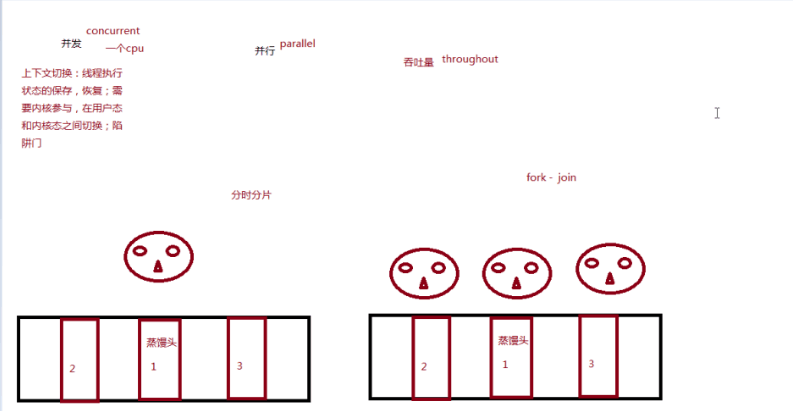 并发
concurrent
一个cpu
并行
parallel
吞吐量
throughout
上下文切换：线程执行
状态的保存，恢复；需
要内核参与，在用户态
和内核态之间切换；陷
阱门
分时分片
fork - join
蒸馒头
2
1
3
蒸馒头
2
1
3